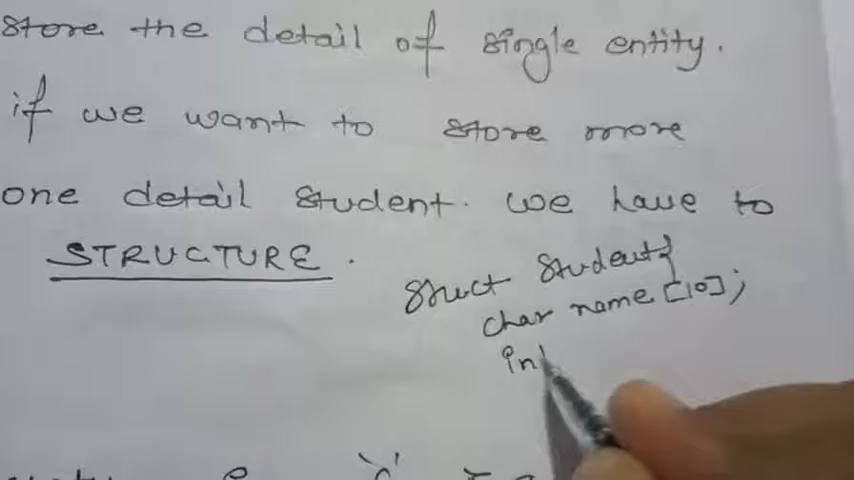 Store the detail of single entity.
if we want to store more
one detail student. we have to
STRUCTURE.
Struct Student{
char name [10];
int